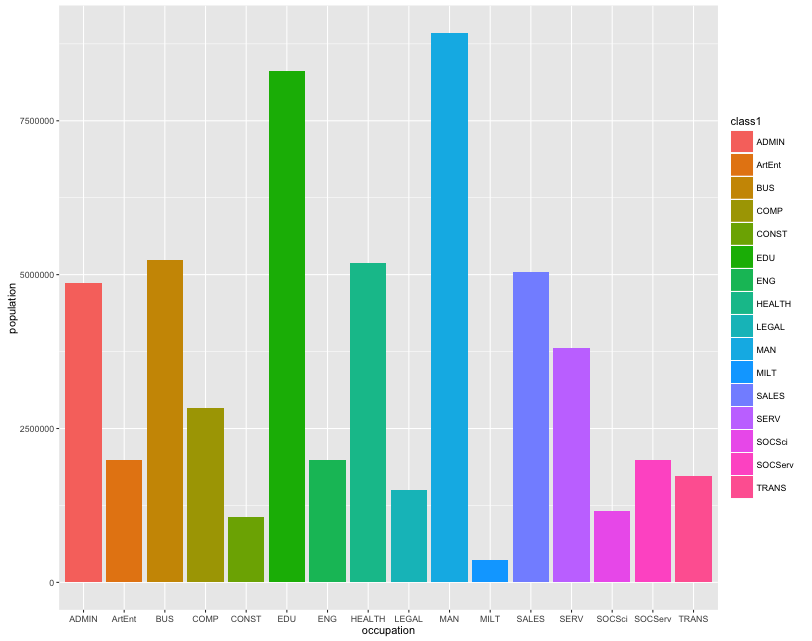 population
7500000
5000000
2500000
0
ADMIN ArtEnt BUS COMP CONST EDU ENG HEALTH LEGAL MAN MILT SALES SERV SOCSci SOCServ TRANS
occupation
class1
ADMIN
ArtEnt
BUS
COMP
CONST
EDU
ENG
HEALTH
LEGAL
MAN
MILT
SALES
SERV
SOCSci
SOCServ
TRANS